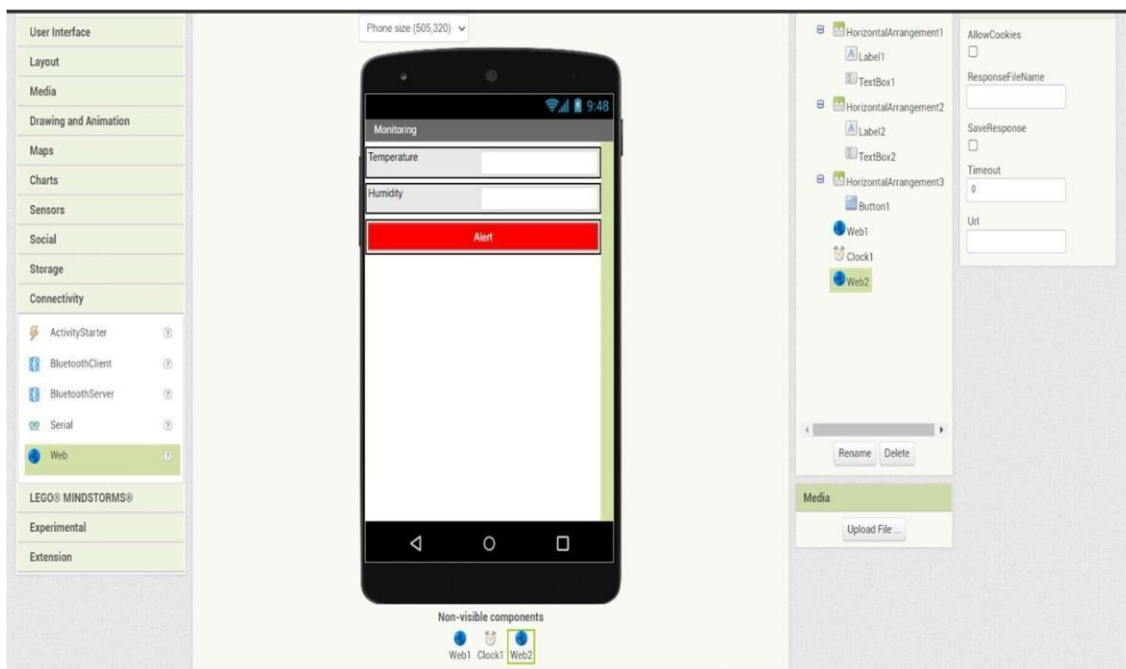 User Interface
Layout
Media
Drawing and Animation
Maps
Charts
Sensors
Social
Storage
Connectivity
ActivityStarter ?
BluetoothClient ?
BluetoothServer ?
Serial ?
Web ?
LEGO® MINDSTORMS®
Experimental
Extension
Phone size (505,320)
9:48
Monitoring
Temperature
Humidity
Alert
Non-visible components
Web1 Clock1 Web2
HorizontalArrangement1
A Label1
TextBox1
HorizontalArrangement2
A Label2
TextBox2
HorizontalArrangement3
Button1
Web1
Clock1
Web2
Rename Delete
Media
Upload File ...
AllowCookies
ResponseFileName
SaveResponse
Timeout
0
Url